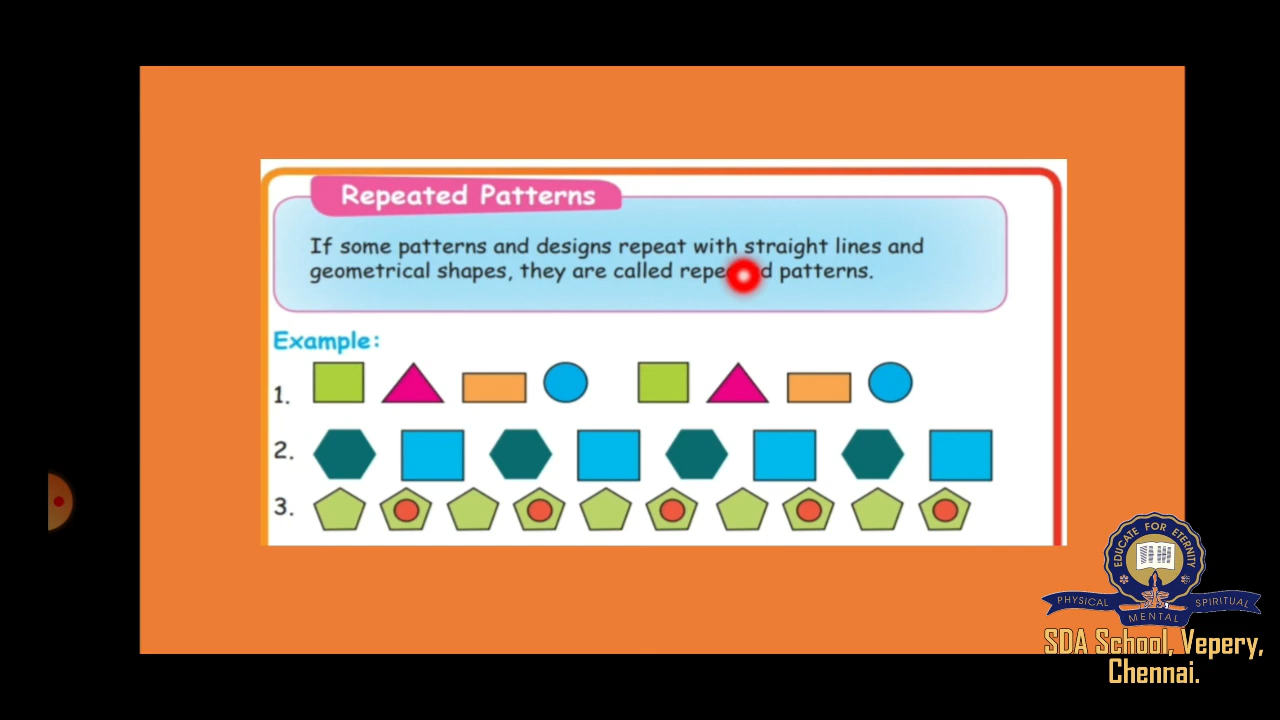 Repeated Patterns
If some patterns and designs repeat with straight lines and
geometrical shapes, they are called patterns.
Example:
1.
2.
3.
EDUCATE FOR ETERNITY
PHYSICAL
SPIRITUAL
MENTAL
SDA School, Vepery,
Chennai.